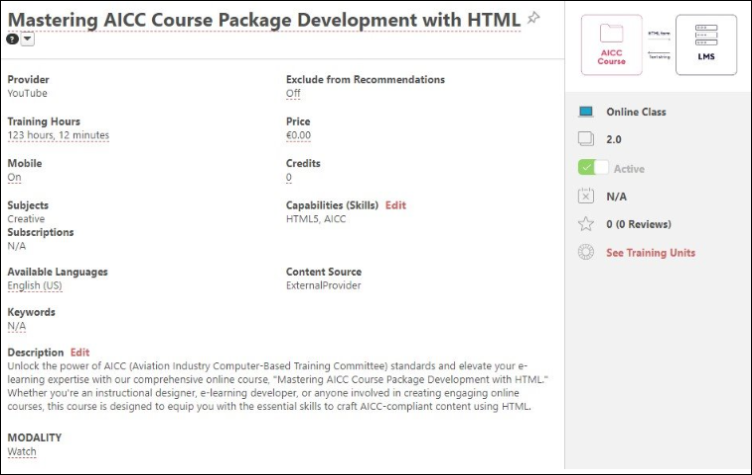 Mastering AICC Course Package Development with HTML
?
Provider
YouTube
Exclude from Recommendations
Off
Training Hours
123 hours, 12 minutes
Price
€0.00
Mobile
On
Credits
0
Subjects
Creative
Capabilities (Skills) Edit
HTML5, AICC
Subscriptions
N/A
Available Languages
English (US)
Content Source
ExternalProvider
Keywords
N/A
Description Edit
Unlock the power of AICC (Aviation Industry Computer-Based Training Committee) standards and elevate your e-
learning expertise with our comprehensive online course, "Mastering AICC Course Package Development with HTML."
Whether you're an instructional designer, e-learning developer, or anyone involved in creating engaging online
courses, this course is designed to equip you with the essential skills to craft AICC-compliant content using HTML.
MODALITY
Watch
AICC
Course
LMS
Online Class
2.0
Active
N/A
0 (0 Reviews)
See Training Units